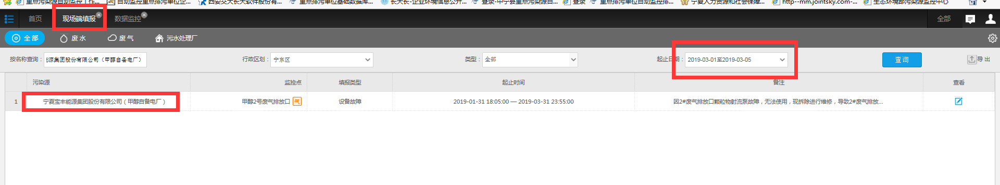 重点污染源自动监控 | 作...
自动监控重点排污单位企...
西安交大长天软件股份有...
重点排污单位基础数据库...
长天长-企业环境信息公开...
登录-中宁县重点污染源自...
登录
重点排污单位自动监控排...
宁夏人力资源和社会保障...
http--mm.jointsky.com-...
生态环境部污染源监控中心
首页
现场端填报
数据监控
全部
全部
废水
废气
污水处理厂
按名称查询：
源集团股份有限公司（甲醇自备电厂）
行政区划：
宁东区
类型：
全部
起止日期：
2019-03-01至2019-03-05
查询
导出
污染源
监控点
填报类型
起止时间
备注
查看
1
宁夏宝丰能源集团股份有限公司（甲醇自备电厂）
甲醇2号废气排放口
气
设备故障
2019-01-31 18:05:00 — 2019-03-31 23:55:00
因2#废气排放口颗粒物射流泵故障，无法使用，现拆除进行维修，导致2#废气排放...